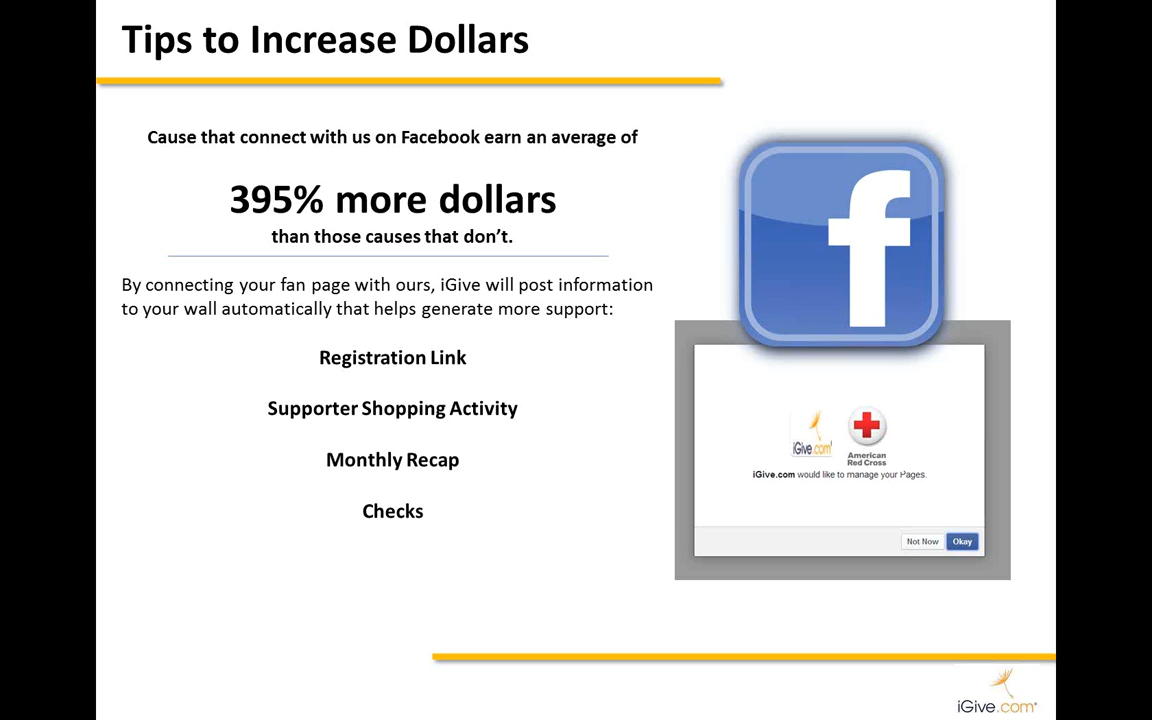 Tips to Increase Dollars
Cause that connect with us on Facebook earn an average of
395% more dollars
than those causes that don't.
By connecting your fan page with ours, iGive will post information
to your wall automatically that helps generate more support:
Registration Link
Supporter Shopping Activity
Monthly Recap
Checks
f
iGive.com
American
Red Cross
iGive.com would like to manage your Pages.
Not Now
Okay
iGive.com